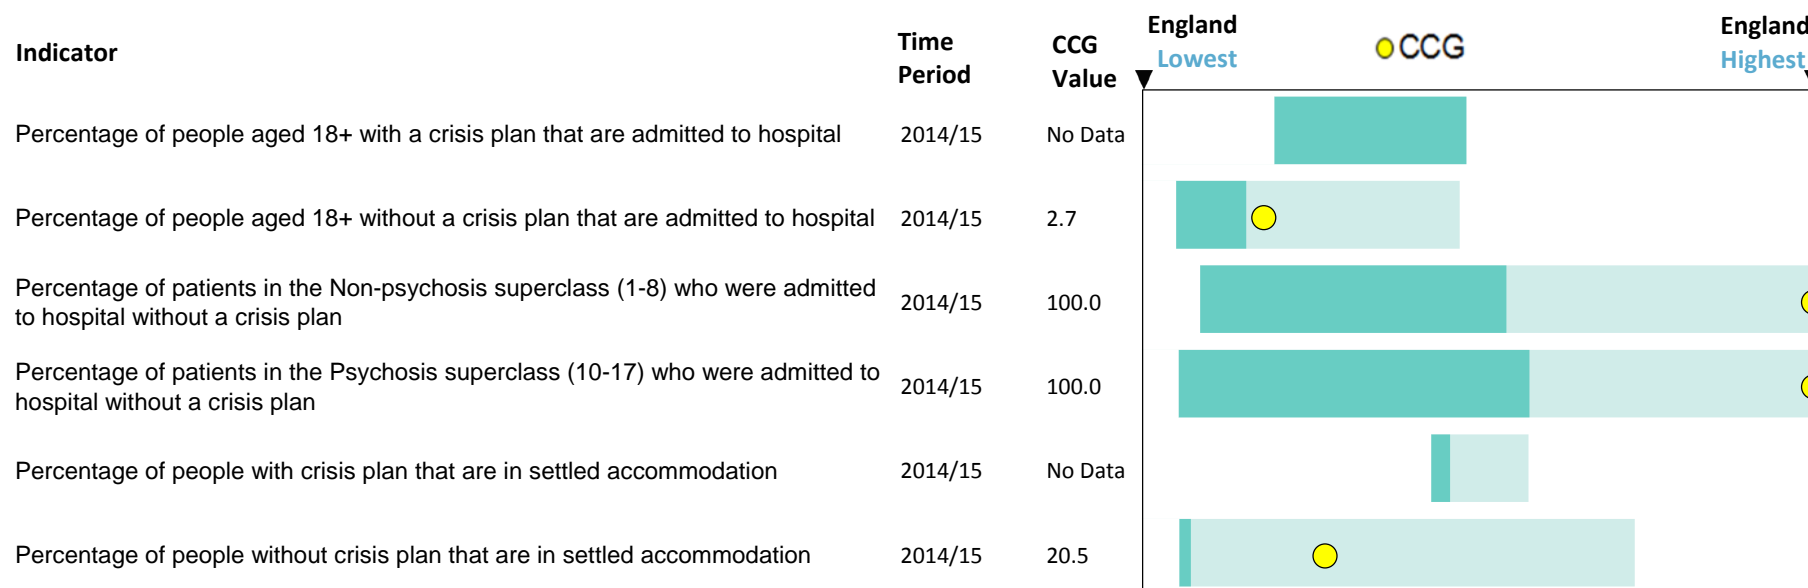 Indicator
Time
Period
CCG
Value
England
Lowest
CCG
England
Highest
Percentage of people aged 18+ with a crisis plan that are admitted to hospital 2014/15 No Data
Percentage of people aged 18+ without a crisis plan that are admitted to hospital 2014/15 2.7
Percentage of patients in the Non-psychosis superclass (1-8) who were admitted
to hospital without a crisis plan
2014/15 100.0
Percentage of patients in the Psychosis superclass (10-17) who were admitted to
hospital without a crisis plan
2014/15 100.0
Percentage of people with crisis plan that are in settled accommodation 2014/15 No Data
Percentage of people without crisis plan that are in settled accommodation 2014/15 20.5